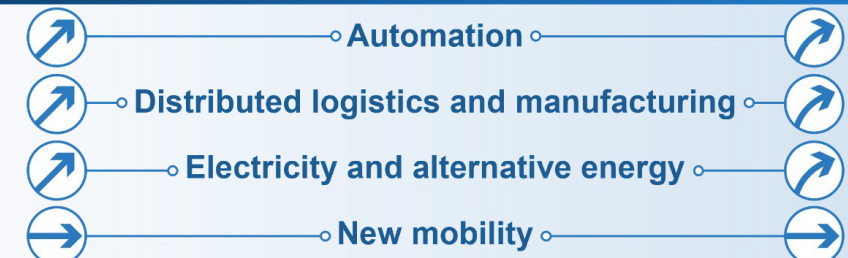 Automation
Distributed logistics and manufacturing
Electricity and alternative energy
New mobility